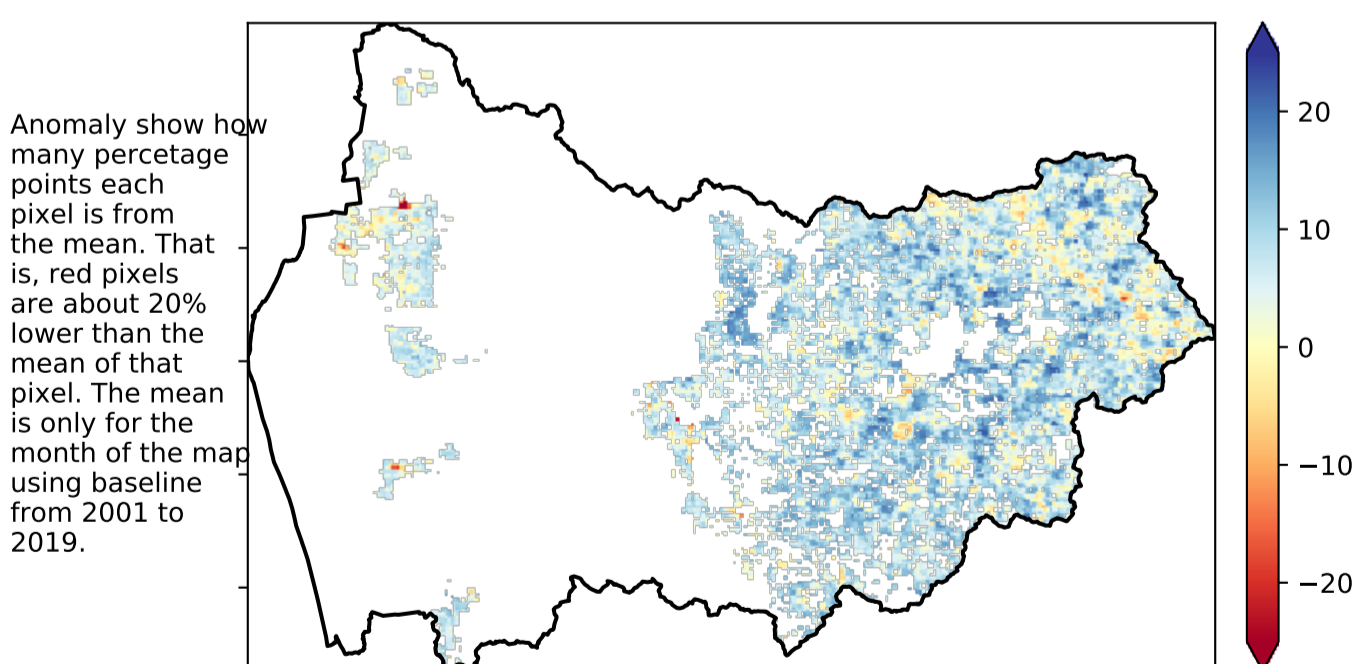 Anomaly show how
many percetage
points each
pixel is from
the mean. That
is, red pixels
are about 20%
lower than the
mean of that
pixel. The mean
is only for the
month of the map
using baseline
from 2001 to
2019.
20
10
0
−10
−20